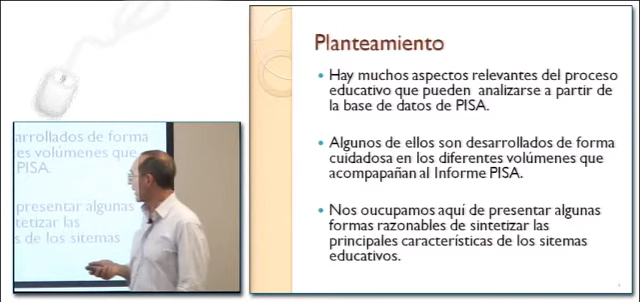 Planteamiento
Hay muchos aspectos relevantes del proceso
educativo que pueden analizarse a partir de
la base de datos de PISA.
Algunos de ellos son desarrollados de forma
cuidadosa en los diferentes volúmenes que
acompapañan al Informe PISA.
Nos oucupamos aquí de presentar algunas
formas razonables de sintetizar las
principales características de los sitemas
educativos.
arrollados de forma
es volúmenes que
PISA.
presentar algunas
tetizar las
s de los sitemas